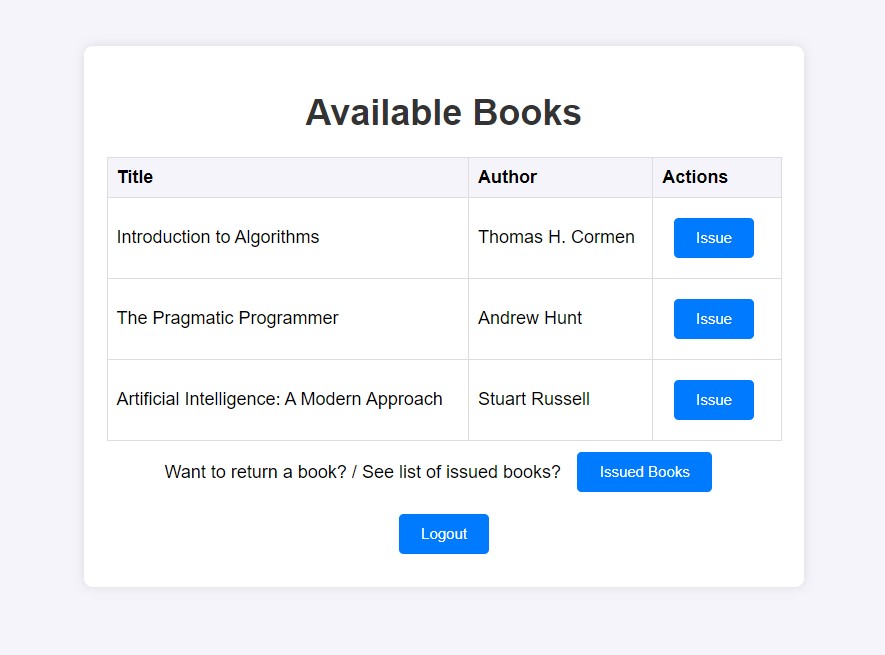 Available Books
Title Author Actions
Introduction to Algorithms Thomas H. Cormen Issue
The Pragmatic Programmer Andrew Hunt Issue
Artificial Intelligence: A Modern Approach Stuart Russell Issue
Want to return a book? / See list of issued books? Issued Books
Logout